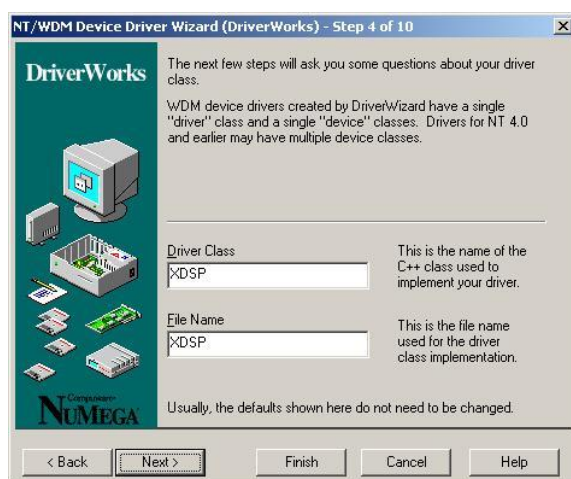 NT/WDM Device Driver Wizard (DriverWorks) - Step 4 of 10
DriverWorks
The next few steps will ask you some questions about your driver
class.
WDM device drivers created by DriverWizard have a single
"driver" class and a single "device" classes. Drivers for NT 4.0
and earlier may have multiple device classes.
Driver Class
XDSP
This is the name of the
C++ class used to
implement your driver.
File Name
XDSP
This is the file name
used for the driver
class implementation.
Compuware
NUMEGA
Usually, the defaults shown here do not need to be changed.
< Back
Next >
Finish
Cancel
Help